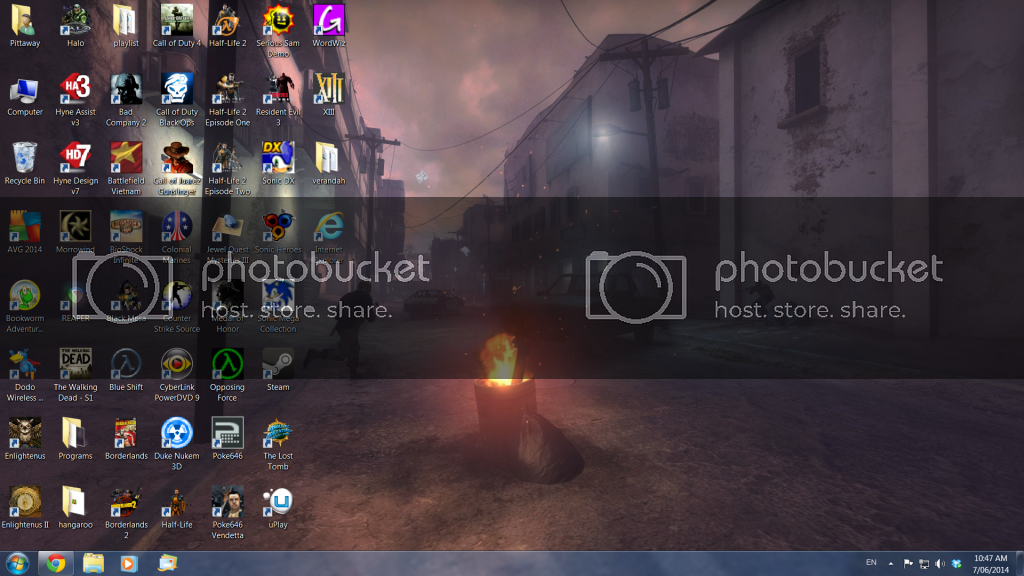 Pittaway
Halo
playlist
Call of Duty 4
Half-Life 2
Serious Sam
Demo
WordWiz
Computer
HA3
Hyne Assist
v3
Bad
Company 2
Call of Duty
Black Ops
Half-Life 2
Episode One
Resident Evil
3
XIII
XIII
Recycle Bin
HD7
Hyne Design
v7
Battlefield
Vietnam
Call of Juarez
Gunslinger
Half-Life 2
Episode Two
DX
Sonic DX
verandah
AVG 2014
Morrowind
BioShock
Infinite
Colonial
Marines
Jewel Quest
Mysteries III
Sonic Heroes
Internet
photobucket
host. store. share.
photobucket
host. store. share.
Bookworm
Adventur...
REAPER
Black Mesa
Counter
Strike Source
Medal of
Honor
Sonic Mega
Collection
Dodo
Wireless ...
DEAD
The Walking
Dead - S1
Blue Shift
CyberLink
PowerDVD 9
Opposing
Force
Steam
Enlightenus
Programs
Borderlands
Duke Nukem
3D
Poke646
The Lost
Tomb
Enlightenus II
hangaroo
Borderlands
2
Half-Life
Poke646
Vendetta
uPlay
EN
10:47 AM
7/06/2014